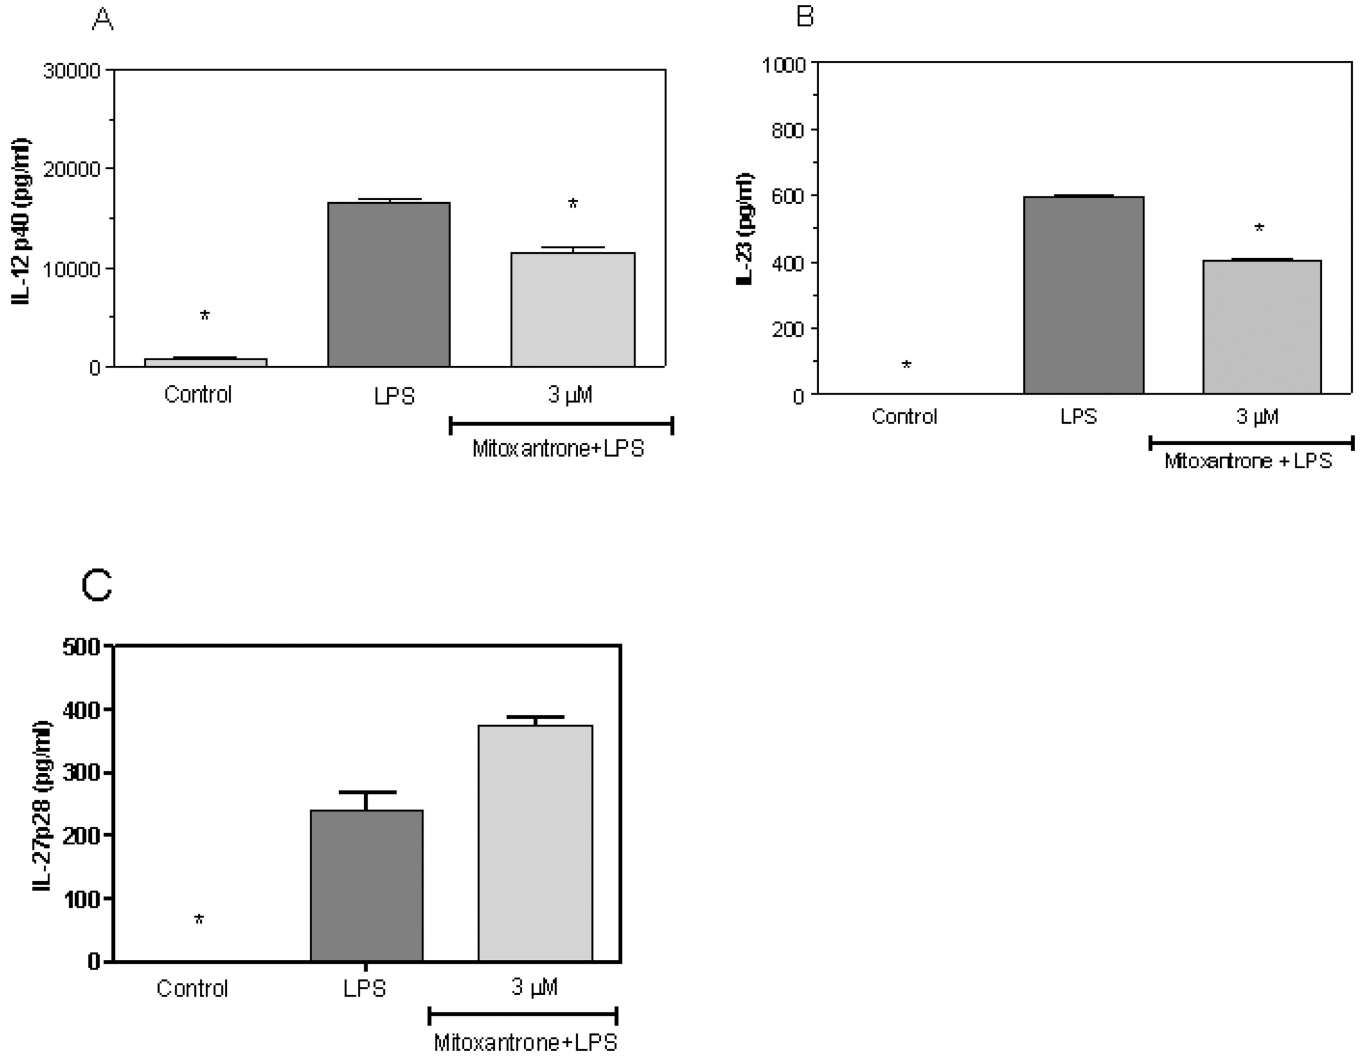 A
IL-12 p40 (pg/ml)
30000
20000
10000
0
*
*
Control
LPS
3 µM
Mitoxantrone+LPS
B
IL-23 (pg/ml)
1000
800
600
400
200
0
*
*
Control
LPS
3 µM
Mitoxantrone + LPS
C
IL-27p28 (pg/ml)
500
400
300
200
100
0
*
Control
LPS
3 µM
Mitoxantrone+LPS